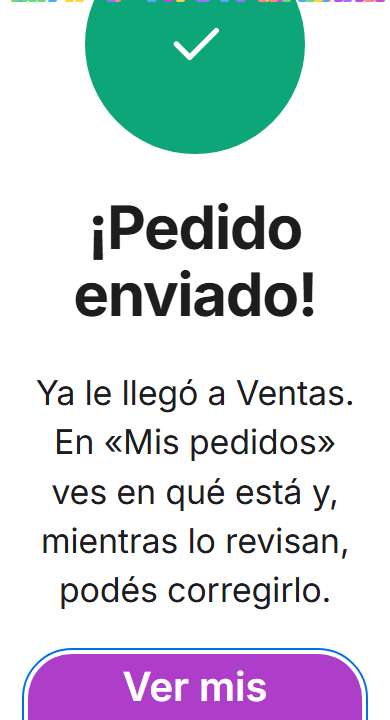 ¡Pedido
enviado!
Ya le llegó a Ventas.
En «Mis pedidos»
ves en qué está y,
mientras lo revisan,
podés corregirlo.
Ver mis